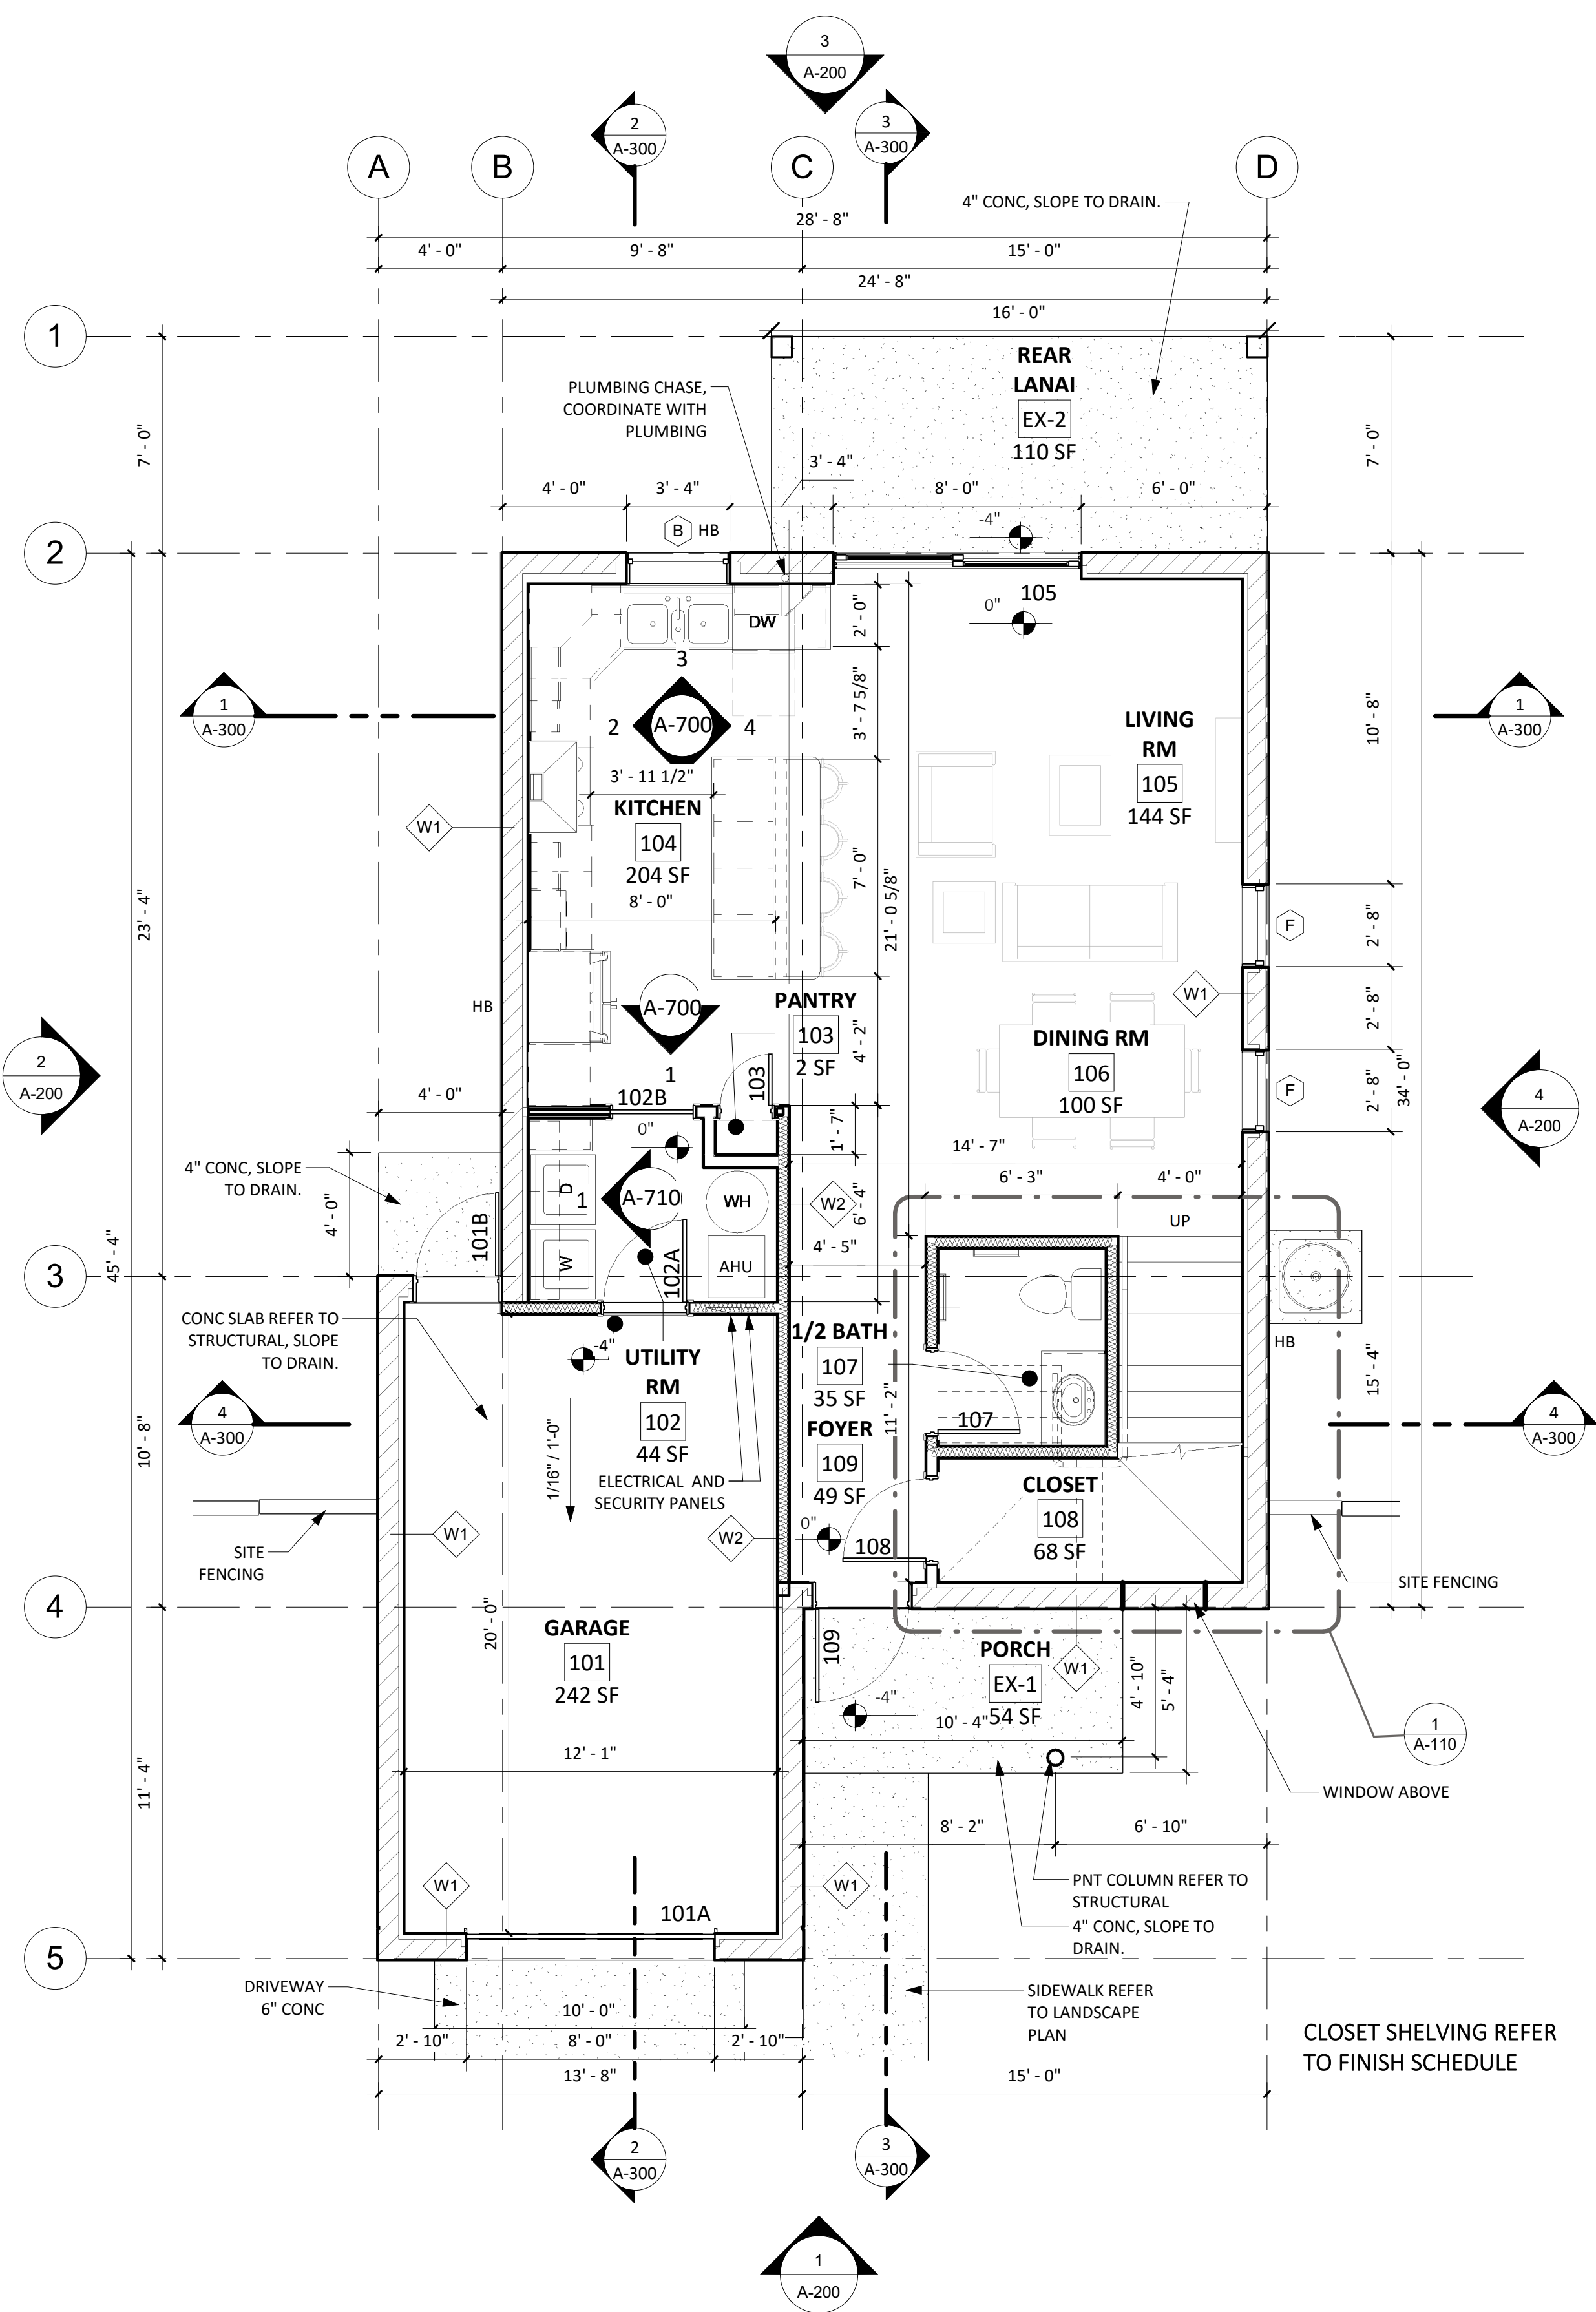 3
A-200
2
A-300
3
A-300
A
B
C
D
4" CONC, SLOPE TO DRAIN.
28' - 8"
4' - 0"
9' - 8"
15' - 0"
24' - 8"
16' - 0"
1
REAR
LANAI
EX-2
110 SF
PLUMBING CHASE,
COORDINATE WITH
PLUMBING
7' - 0"
7' - 0"
3' - 4"
4' - 0"
3' - 4"
8' - 0"
6' - 0"
B
HB
-4"
2
105
0"
DW
2' - 0"
3
3' - 7 5/8"
1
A-300
2
A-700
4
LIVING
RM
105
144 SF
10' - 8"
1
A-300
3' - 11 1/2"
KITCHEN
104
204 SF
8' - 0"
W1
7' - 0"
21' - 0 5/8"
23' - 4"
F
2' - 8"
HB
A-700
1
PANTRY
103
2 SF
4' - 2"
W1
2' - 8"
DINING RM
106
100 SF
2
A-200
F
2' - 8"
34' - 0"
4
A-200
4' - 0"
102B
103
0"
1' - 7"
14' - 7"
4" CONC, SLOPE
TO DRAIN.
4' - 0"
101B
D
1
A-710
WH
W2
6' - 4"
6' - 3"
4' - 0"
UP
4' - 5"
W
102A
AHU
3
45' - 4"
CONC SLAB REFER TO
STRUCTURAL, SLOPE
TO DRAIN.
-4"
UTILITY
RM
102
44 SF
1/2 BATH
107
35 SF
HB
15' - 4"
11' - 2"
107
FOYER
109
49 SF
4
A-300
10' - 8"
1/16" / 1'-0"
ELECTRICAL AND
SECURITY PANELS
CLOSET
108
68 SF
4
A-300
W1
W2
0"
108
SITE
FENCING
SITE FENCING
4
20' - 0"
GARAGE
101
242 SF
109
PORCH
EX-1
54 SF
W1
4' - 10"
5' - 4"
-4"
10' - 4"
1
A-110
12' - 1"
WINDOW ABOVE
11' - 4"
8' - 2"
6' - 10"
W1
W1
101A
PNT COLUMN REFER TO
STRUCTURAL
4" CONC, SLOPE TO
DRAIN.
5
DRIVEWAY
6" CONC
10' - 0"
SIDEWALK REFER
TO LANDSCAPE
PLAN
2' - 10"
8' - 0"
2' - 10"
CLOSET SHELVING REFER
TO FINISH SCHEDULE
13' - 8"
15' - 0"
2
A-300
3
A-300
1
A-200